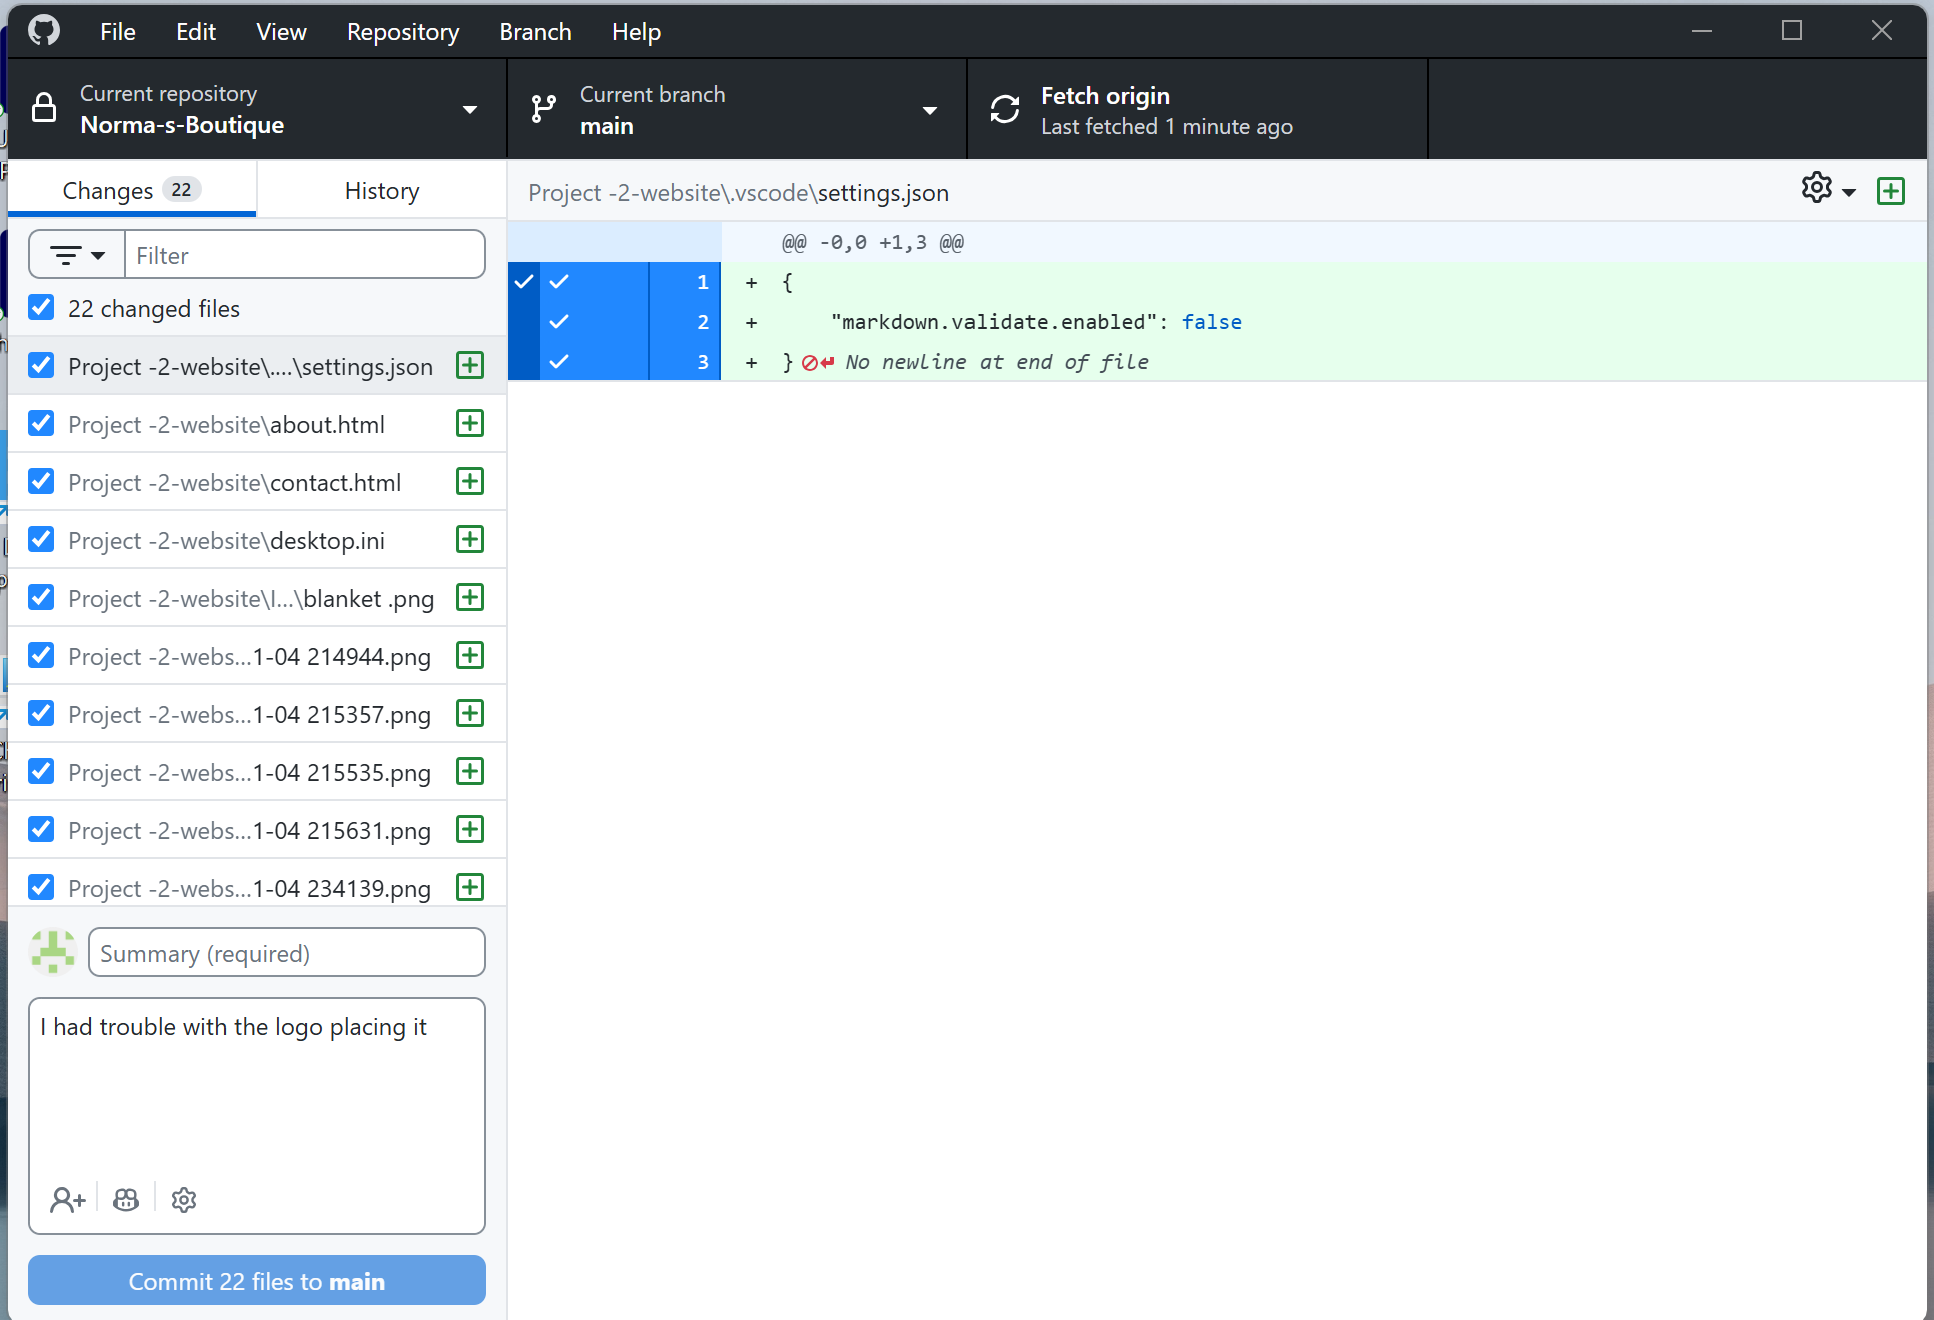 File Edit View Repository Branch Help
Current repository
Norma-s-Boutique
Current branch
main
Fetch origin
Last fetched 1 minute ago
Changes 22
History
Project -2-website\.vscode\settings.json
Filter
22 changed files
Project -2-website\....\settings.json
Project -2-website\about.html
Project -2-website\contact.html
Project -2-website\desktop.ini
Project -2-website\I...\blanket .png
Project -2-webs...1-04 214944.png
Project -2-webs...1-04 215357.png
Project -2-webs...1-04 215535.png
Project -2-webs...1-04 215631.png
Project -2-webs...1-04 234139.png
@@ -0,0 +1,3 @@
1 + {
2 + "markdown.validate.enabled": false
3 + } No newline at end of file
Summary (required)
I had trouble with the logo placing it
Commit 22 files to main